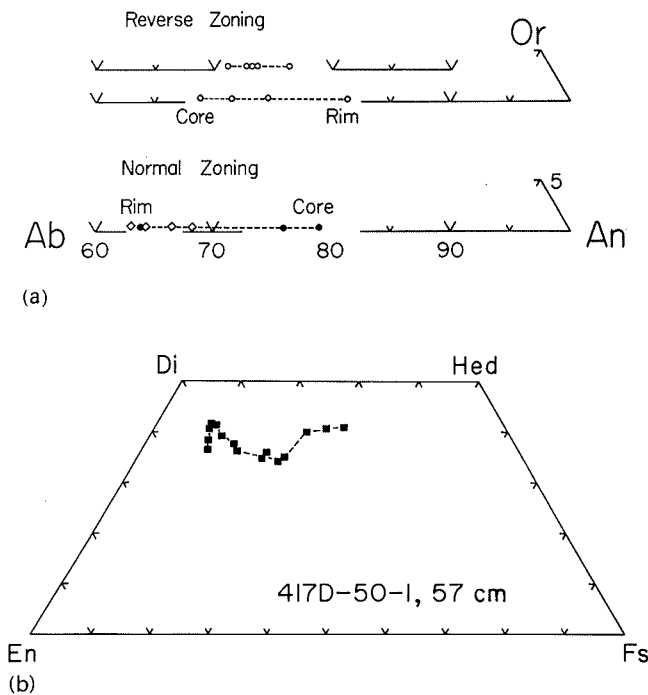 Reverse Zoning
Or
Core Rim
Normal Zoning
Rim Core 5
Ab An
60 70 80 90
(a)
Di Hed
417D-50-1, 57 cm
En Fs
(b)